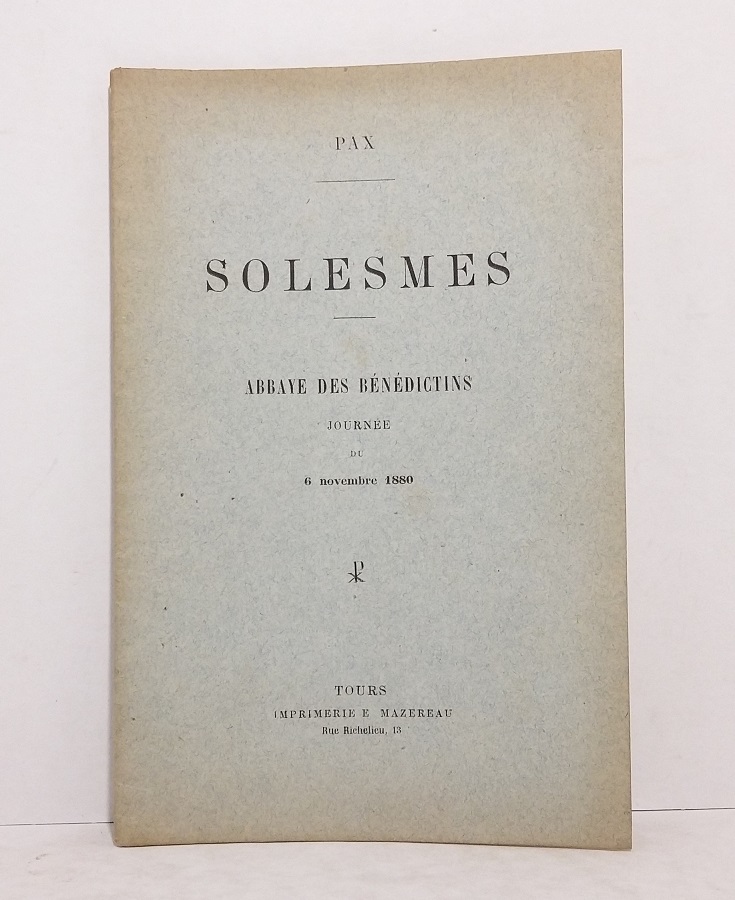 PAX
SOLESMES
ABBAYE DES BÉNÉDICTINS
JOURNÉE
DU
6 novembre 1880
TOURS
IMPRIMERIE E MAZEREAU
Rue Richelieu, 13